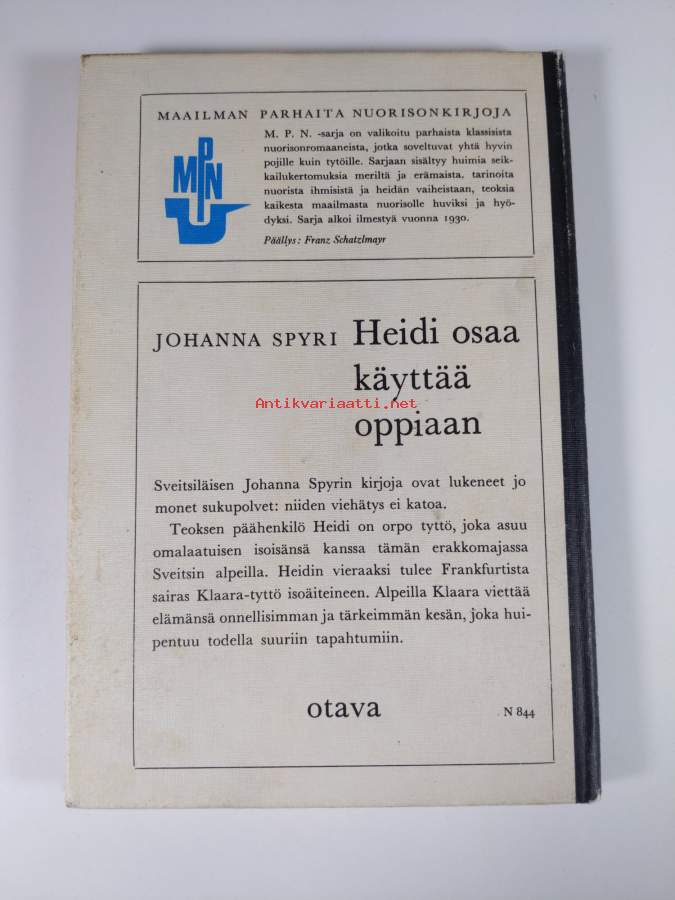 MAAILMAN PARHAITA NUORISONKIRJOJA
MPN
M. P. N. -sarja on valikoitu parhaista klassisista
nuorisonromaaneista, jotka soveltuvat yhtä hyvin
pojille kuin tytöille. Sarjaan sisältyy huimia seik-
kailukertomuksia meriltä ja erämaista, tarinoita
nuorista ihmisistä ja heidän vaiheistaan, teoksia
kaikesta maailmasta nuorisolle huviksi ja hyö-
dyksi. Sarja alkoi ilmestyä vuonna 1930.
Päällys: Franz Schatzlmayr
JOHANNA SPYRI Heidi osaa
käyttää
Antikvariaatti.net
oppiaan
Sveitsiläisen Johanna Spyrin kirjoja ovat lukeneet jo
monet sukupolvet: niiden viehätys ei katoa.
Teoksen päähenkilö Heidi on orpo tyttö, joka asuu
omalaatuisen isoisänsä kanssa tämän erakkomajassa
Sveitsin alpeilla. Heidin vieraaksi tulee Frankfurtista
sairas Klaara-tyttö isoäiteineen. Alpeilla Klaara viettää
elämänsä onnellisimman ja tärkeimmän kesän, joka hui-
pentuu todella suuriin tapahtumiin.
otava
N 844